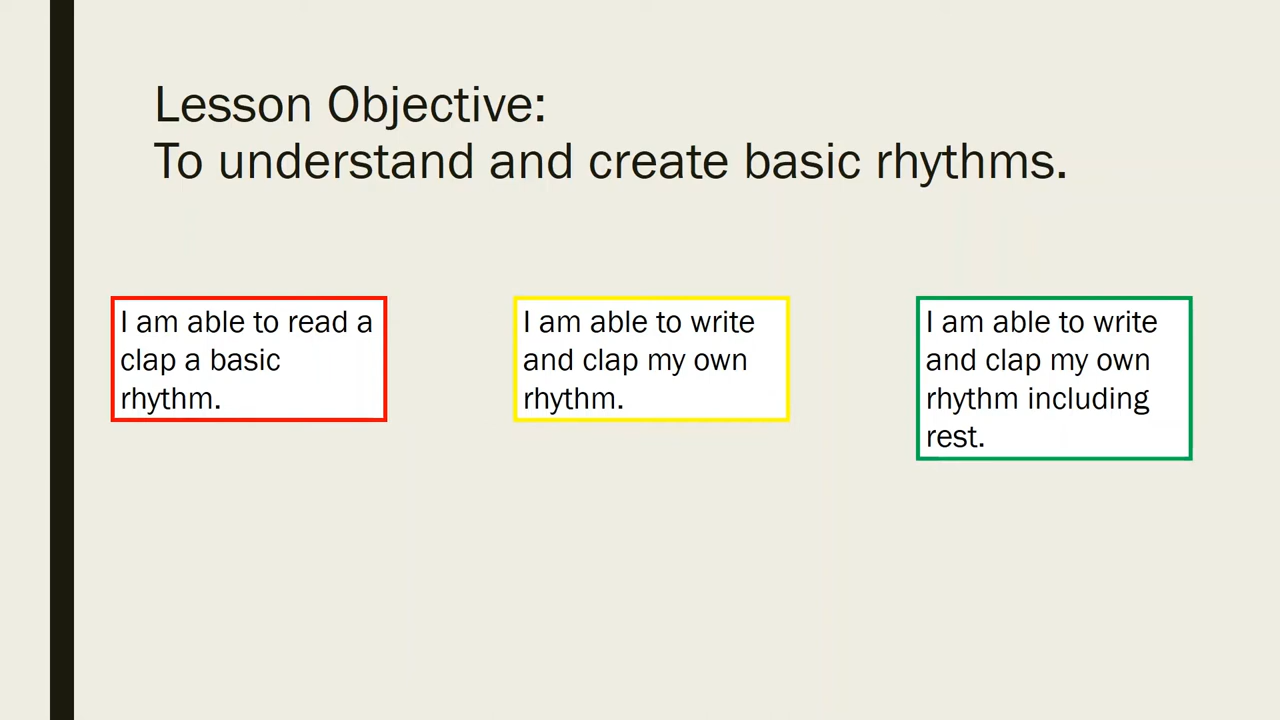 Lesson Objective:
To understand and create basic rhythms.
I am able to read a
clap a basic
rhythm.
I am able to write
and clap my own
rhythm.
I am able to write
and clap my own
rhythm including
rest.